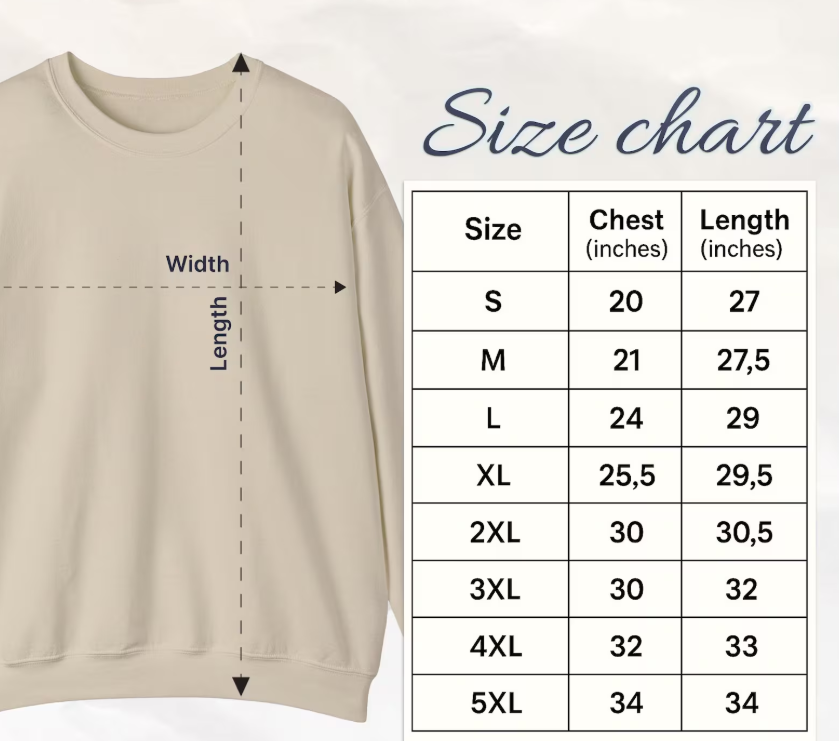 Size chart
Width
Length
Size Chest (inches) Length (inches)
S 20 27
M 21 27,5
L 24 29
XL 25,5 29,5
2XL 30 30,5
3XL 30 32
4XL 32 33
5XL 34 34